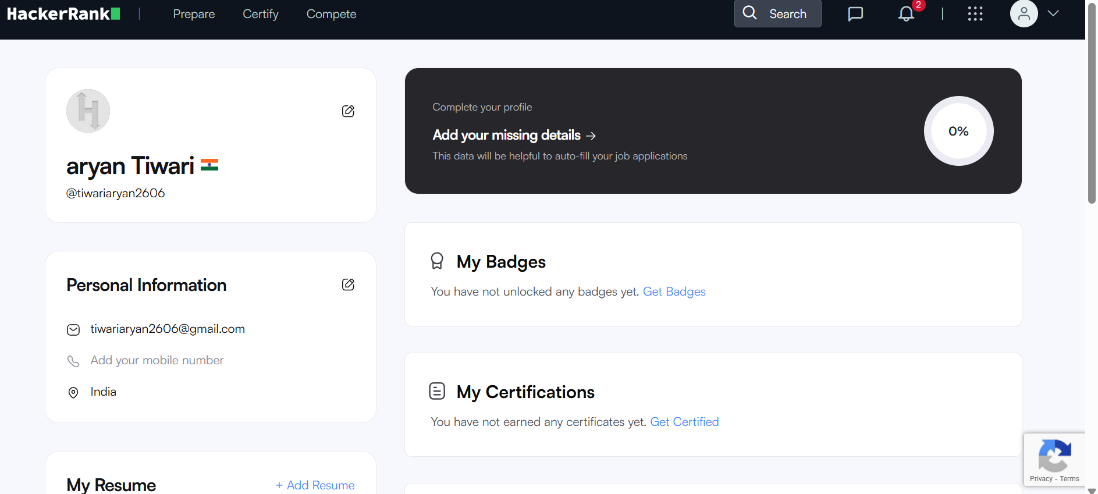 HackerRank
Prepare Certify Compete
Search
2
aryan Tiwari
@tiwariaryan2606
Complete your profile
Add your missing details →
This data will be helpful to auto-fill your job applications
0%
Personal Information
tiwariaryan2606@gmail.com
Add your mobile number
India
My Badges
You have not unlocked any badges yet. Get Badges
My Certifications
You have not earned any certificates yet. Get Certified
My Resume
+ Add Resume
Privacy - Terms